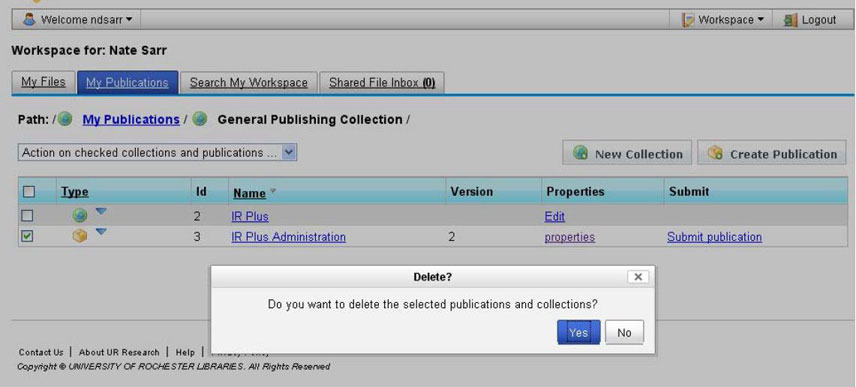 Welcome ndsarr
Workspace
Logout
Workspace for: Nate Sarr
My Files
My Publications
Search My Workspace
Shared File Inbox (0)
Path: / My Publications / General Publishing Collection /
Action on checked collections and publications ...
New Collection
Create Publication
Type Id Name Version Properties Submit
2 IR Plus Edit
3 IR Plus Administration 2 properties Submit publication
Delete?
Do you want to delete the selected publications and collections?
Yes No
Contact Us | About UR Research | Help |
Copyright © UNIVERSITY OF ROCHESTER LIBRARIES. All Rights Reserved